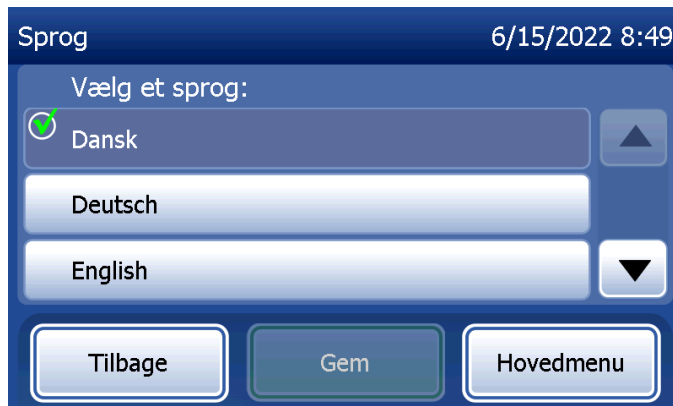 Sprog 6/15/2022 8:49
Vælg et sprog:
Dansk
Deutsch
English
Tilbage Gem Hovedmenu